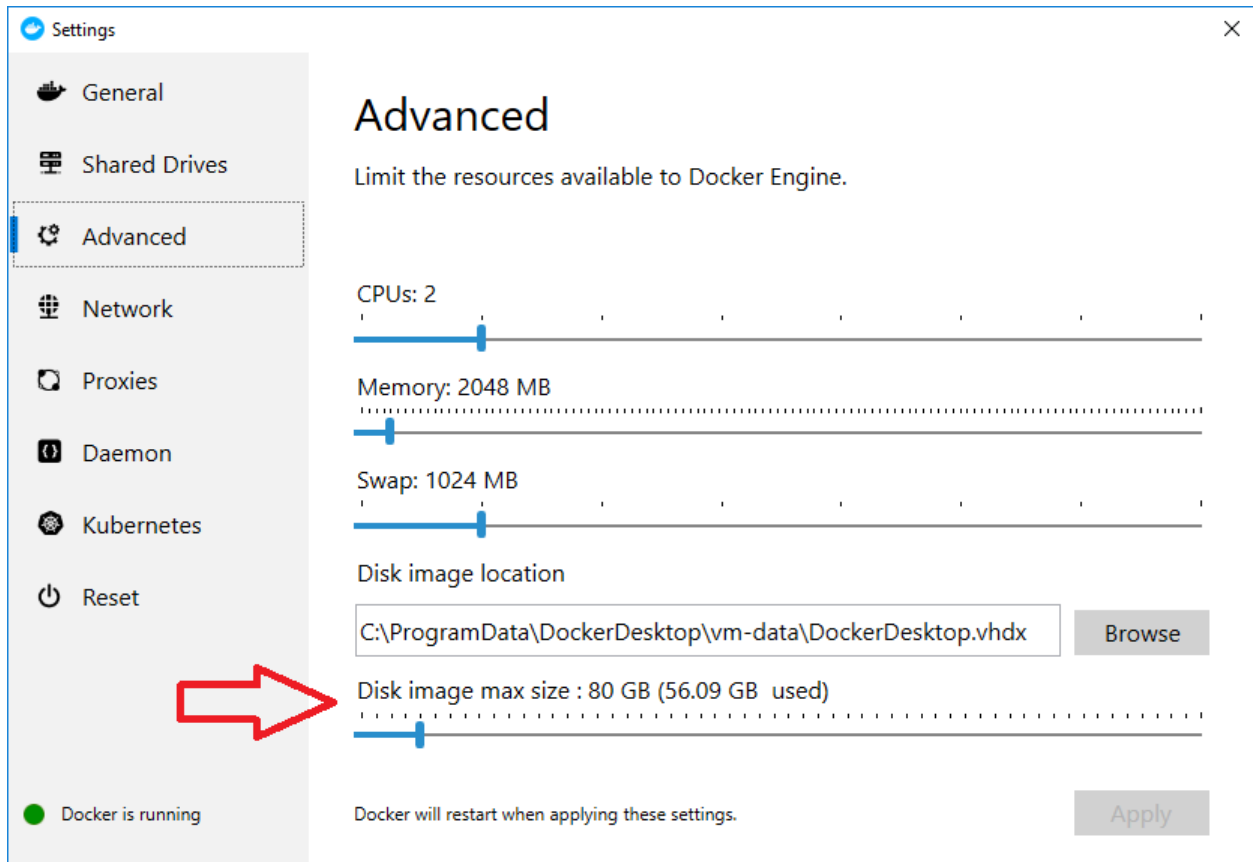 Settings
General
Shared Drives
Advanced
Network
Proxies
Daemon
Kubernetes
Reset
Docker is running
Advanced
Limit the resources available to Docker Engine.
CPUs: 2
Memory: 2048 MB
Swap: 1024 MB
Disk image location
C:\ProgramData\DockerDesktop\vm-data\DockerDesktop.vhdx
Browse
Disk image max size : 80 GB (56.09 GB  used)
Docker will restart when applying these settings.
Apply